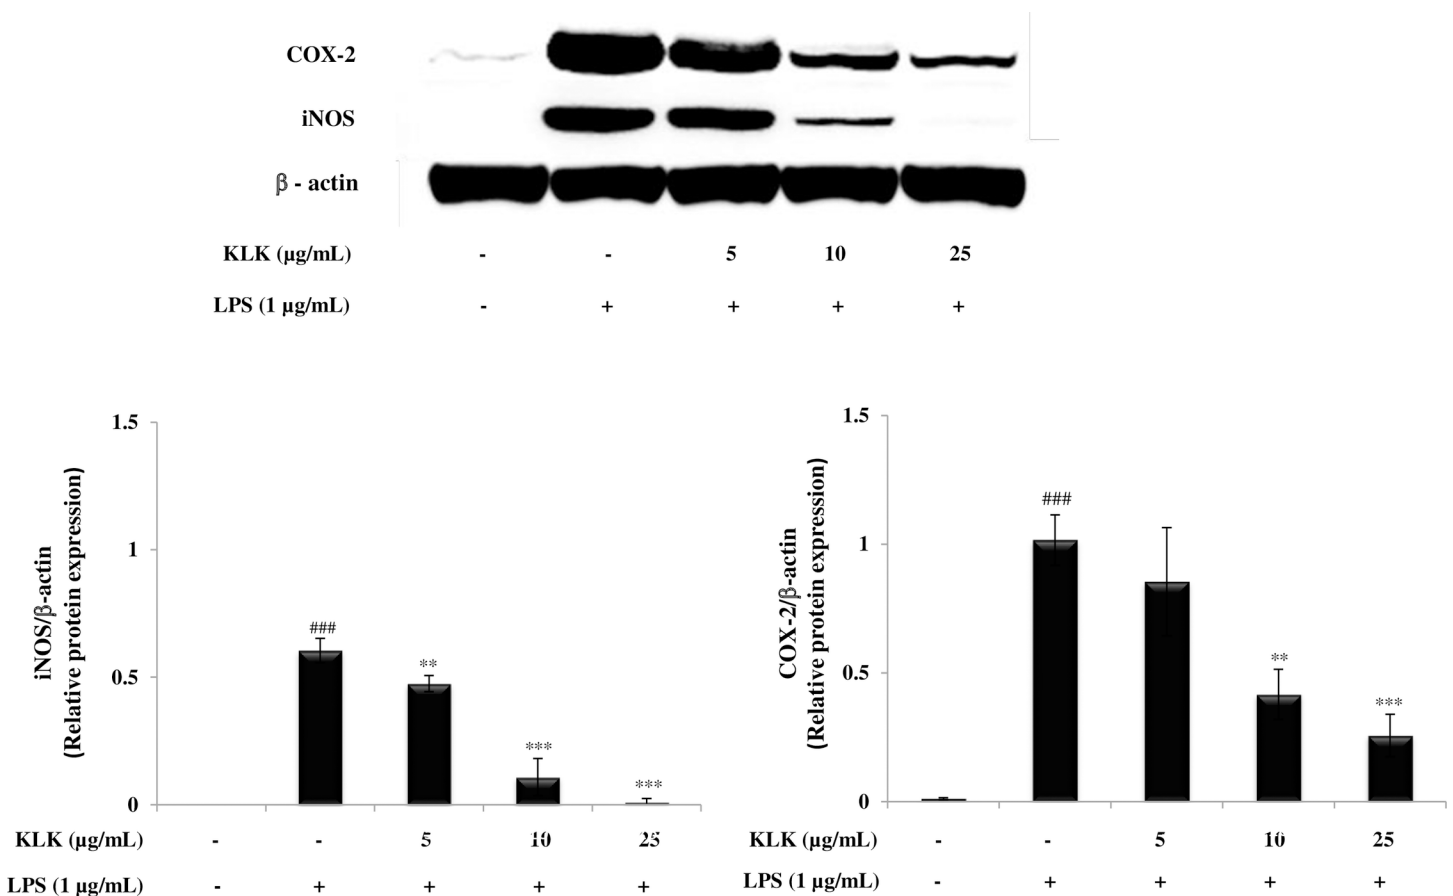 COX-2
iNOS
β - actin
KLK (µg/mL) - - 5 10 25
LPS (1 µg/mL) - + + + +
iNOS/β-actin
(Relative protein expression)
1.5
1
0.5
0
###
**
***
***
KLK (µg/mL) - - 5 10 25
LPS (1 µg/mL) - + + + +
COX-2/β-actin
(Relative protein expression)
1.5
1
0.5
0
###
**
***
KLK (µg/mL) - - 5 10 25
LPS (1 µg/mL) - + + + +